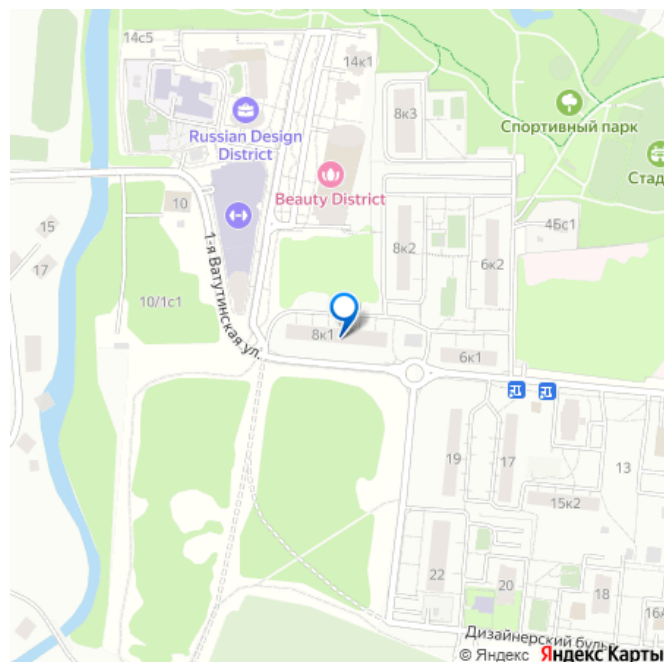 14с5
14к1
8к3
Russian Design
District
Спортивный парк
Beauty District
Стад
10
15
17
1-я Ватутинская ул.
4Бс1
8к2
6к2
10/1с1
8к1
6к1
19
17
13
15к2
22
20
18
16А
Дизайнерский буль
© Яндекс Яндекс Карты